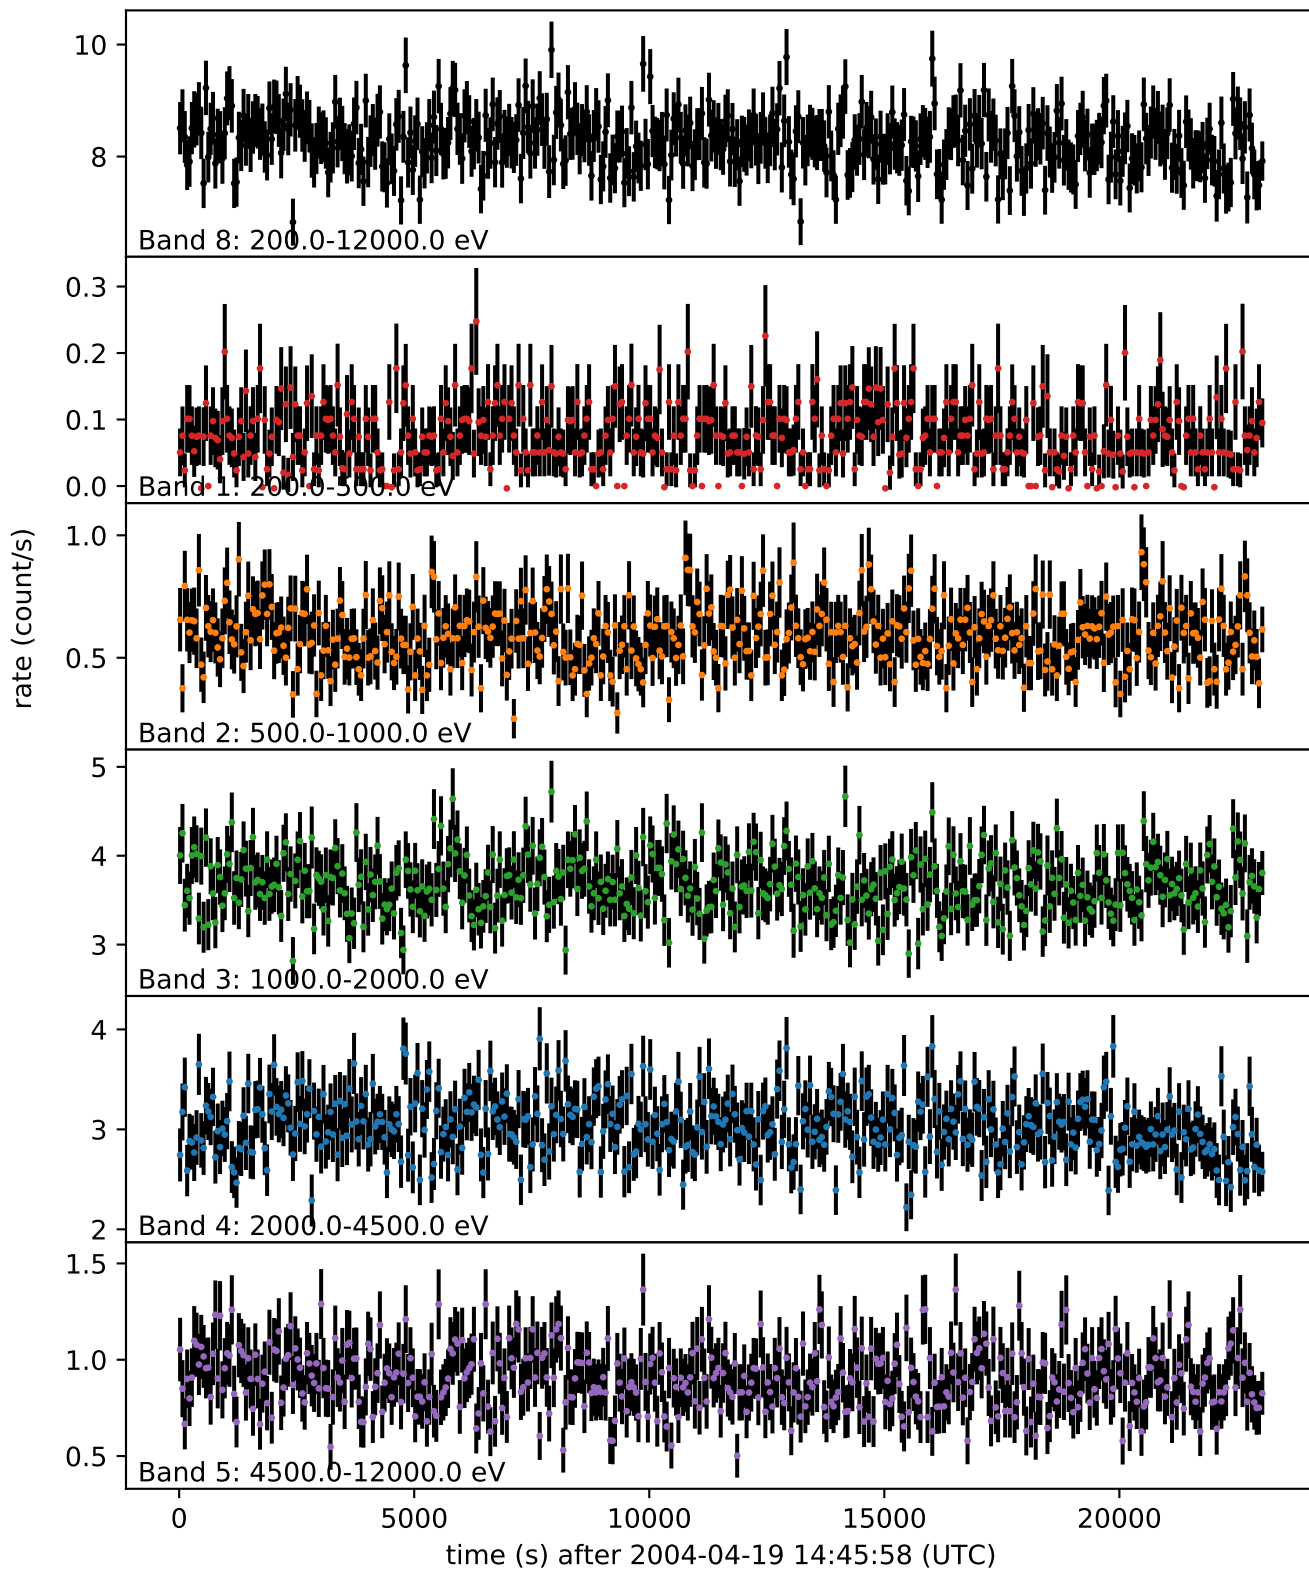 10
8
Band 8: 200.0-12000.0 eV
0.3
0.2
0.1
0.0
Band 1: 200.0-500.0 eV
rate (count/s)
1.0
0.5
Band 2: 500.0-1000.0 eV
5
4
3
Band 3: 1000.0-2000.0 eV
4
3
2
Band 4: 2000.0-4500.0 eV
1.5
1.0
0.5
Band 5: 4500.0-12000.0 eV
0 5000 10000 15000 20000
time (s) after 2004-04-19 14:45:58 (UTC)